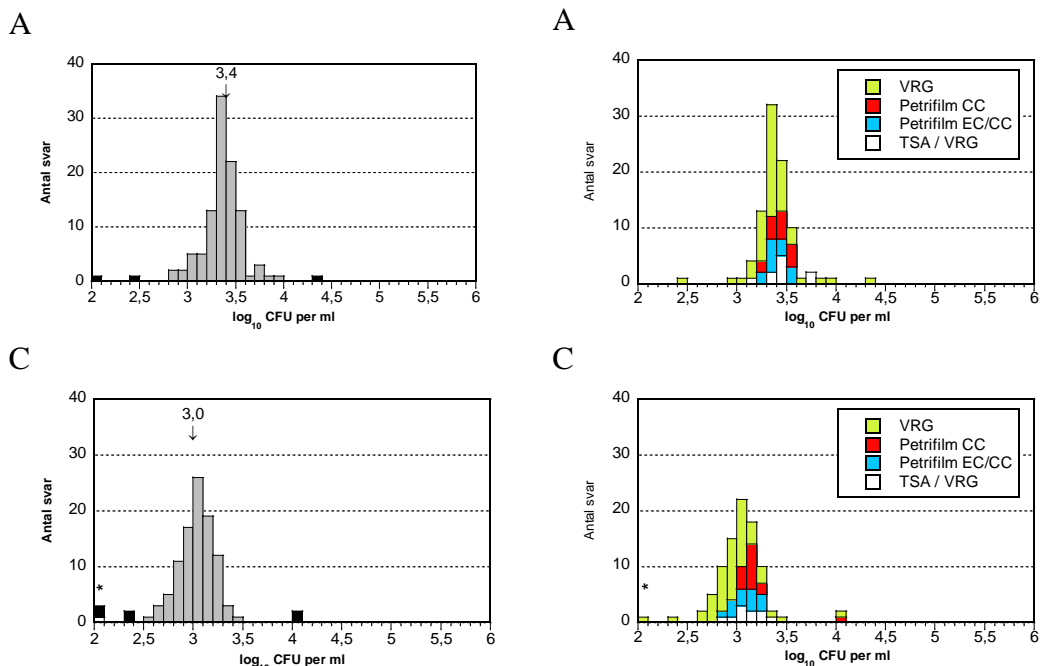 A
40
30
20
10
0
Antal svar
3,4
↓
2 2,5 3 3,5 4 4,5 5 5,5 6
log10 CFU per ml
A
40
30
20
10
0
Antal svar
VRG
Petrifilm CC
Petrifilm EC/CC
TSA / VRG
2 2,5 3 3,5 4 4,5 5 5,5 6
log10 CFU per ml
C
40
30
20
10
0
Antal svar
3,0
↓
*
2 2,5 3 3,5 4 4,5 5 5,5 6
log10 CFU per ml
C
40
30
20
10
0
Antal svar
VRG
Petrifilm CC
Petrifilm EC/CC
TSA / VRG
*
2 2,5 3 3,5 4 4,5 5 5,5 6
log10 CFU per ml